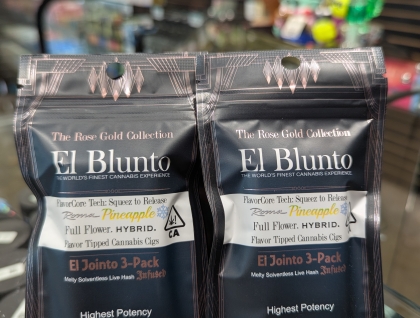 The Rose Gold Collection
El Blunto
THE WORLD'S FINEST CANNABIS EXPERIENCE
FlavorCore Tech: Squeez to Release
Roma Pineapple
Full Flower. HYBRID.
CA
Flavor Tipped Cannabis Cigs
El Jointo 3-Pack
Melty Solventless Live Hash Infused
Highest Potency
The Rose Gold Collection
El Blunto
THE WORLD'S FINEST CANNABIS EXPERIENCE
FlavorCore Tech: Squeez to Release
Roma Pineapple
Full Flower. HYBRID.
CA
Flavor Tipped Cannabis Cigs
El Jointo 3-Pack
Melty Solventless Live Hash Infused
Highest Potency